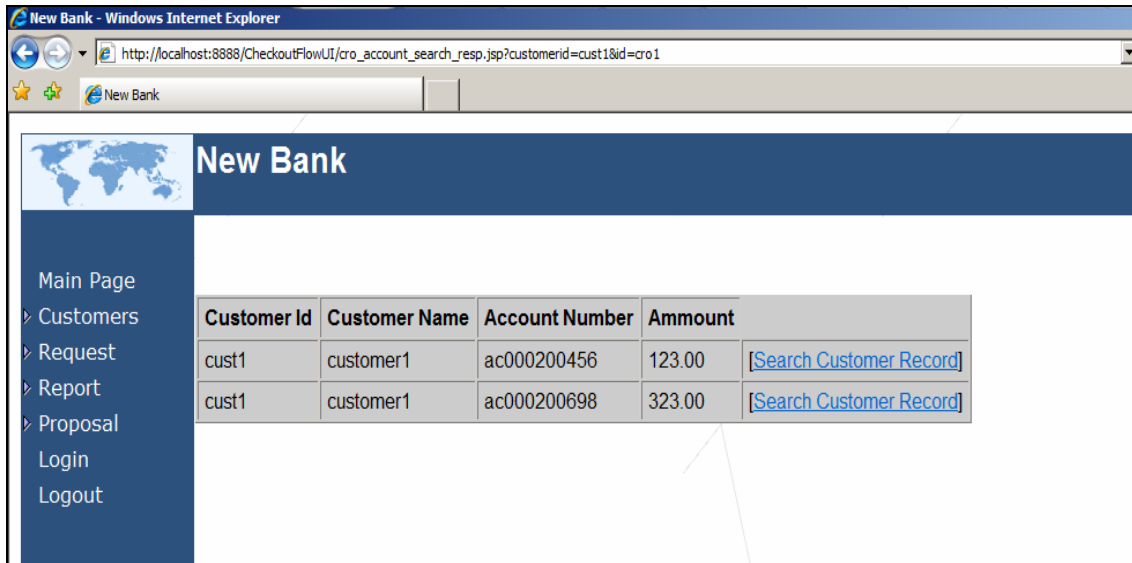 New Bank - Windows Internet Explorer
http://localhost:8888/CheckoutFlowUI/cro_account_search_resp.jsp?customerid=cust1&id=cro1
New Bank
New Bank
Main Page
Customers
Request
Report
Proposal
Login
Logout
Customer Id Customer Name Account Number Ammount
cust1 customer1 ac000200456 123.00 [Search Customer Record]
cust1 customer1 ac000200698 323.00 [Search Customer Record]